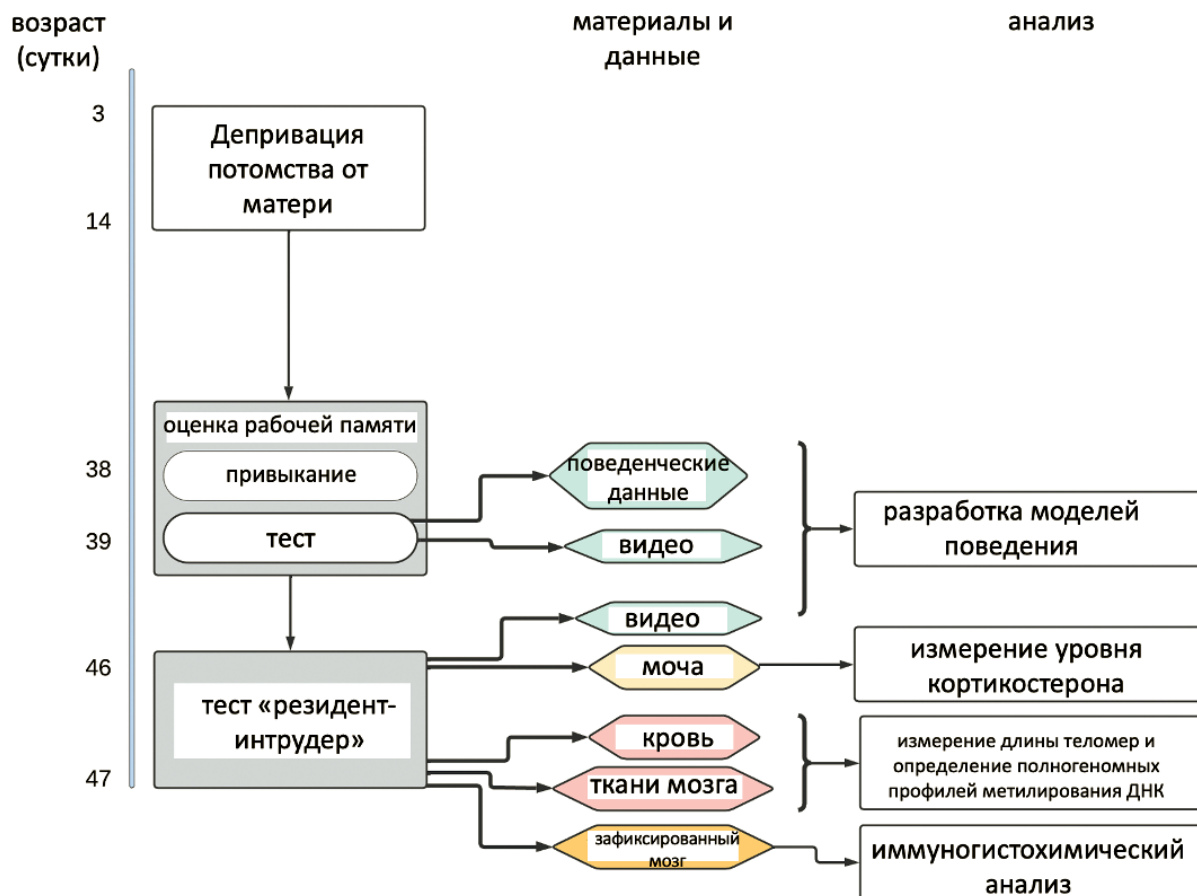 возраст
(сутки)
материалы и
данные
анализ
3
Депривация
потомства от
матери
14
оценка рабочей памяти
38
привыкание
поведенческие
данные
разработка моделей
поведения
39
тест
видео
видео
46
тест «резидент-
интрудер»
моча
измерение уровня
кортикостерона
кровь
измерение длины теломер и
определение полногеномных
профилей метилирования ДНК
47
ткани мозга
зафиксированный
мозг
иммуногистохимический
анализ